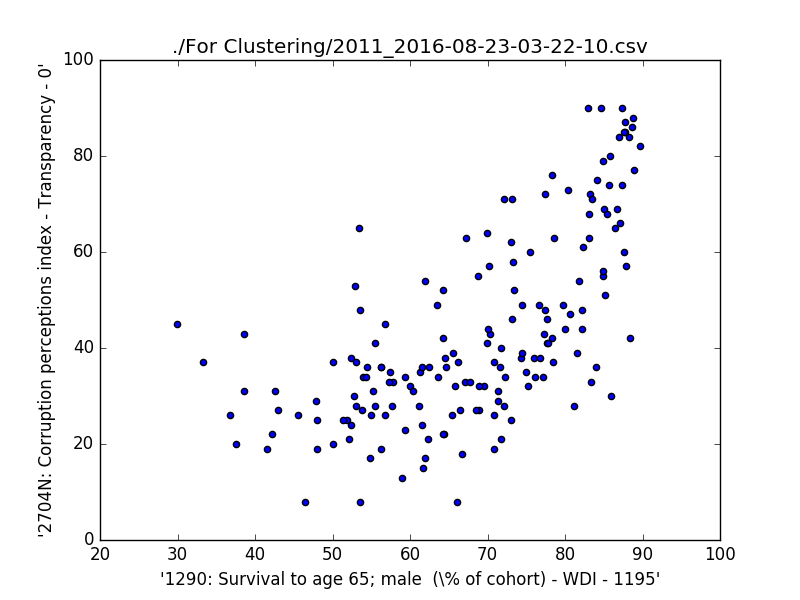 ./For Clustering/2011_2016-08-23-03-22-10.csv
100
80
60
40
20
0
'2704N: Corruption perceptions index - Transparency - 0'
20 30 40 50 60 70 80 90 100
'1290: Survival to age 65; male  (\% of cohort) - WDI - 1195'